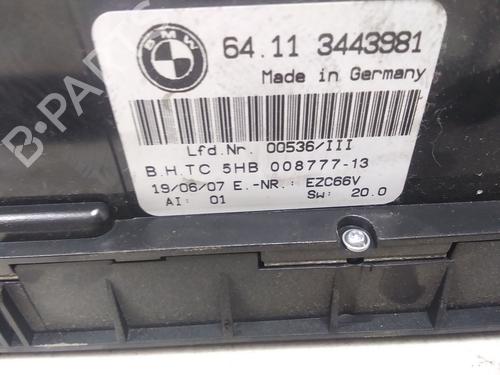 BMW
64.11 3443981
Made in Germany
Lfd.Nr. 00536/III
B.H.TC 5HB 008777-13
19/06/07 E.-NR.: EZC66V
AI: 01 Sw: 20.0
B-PARTS